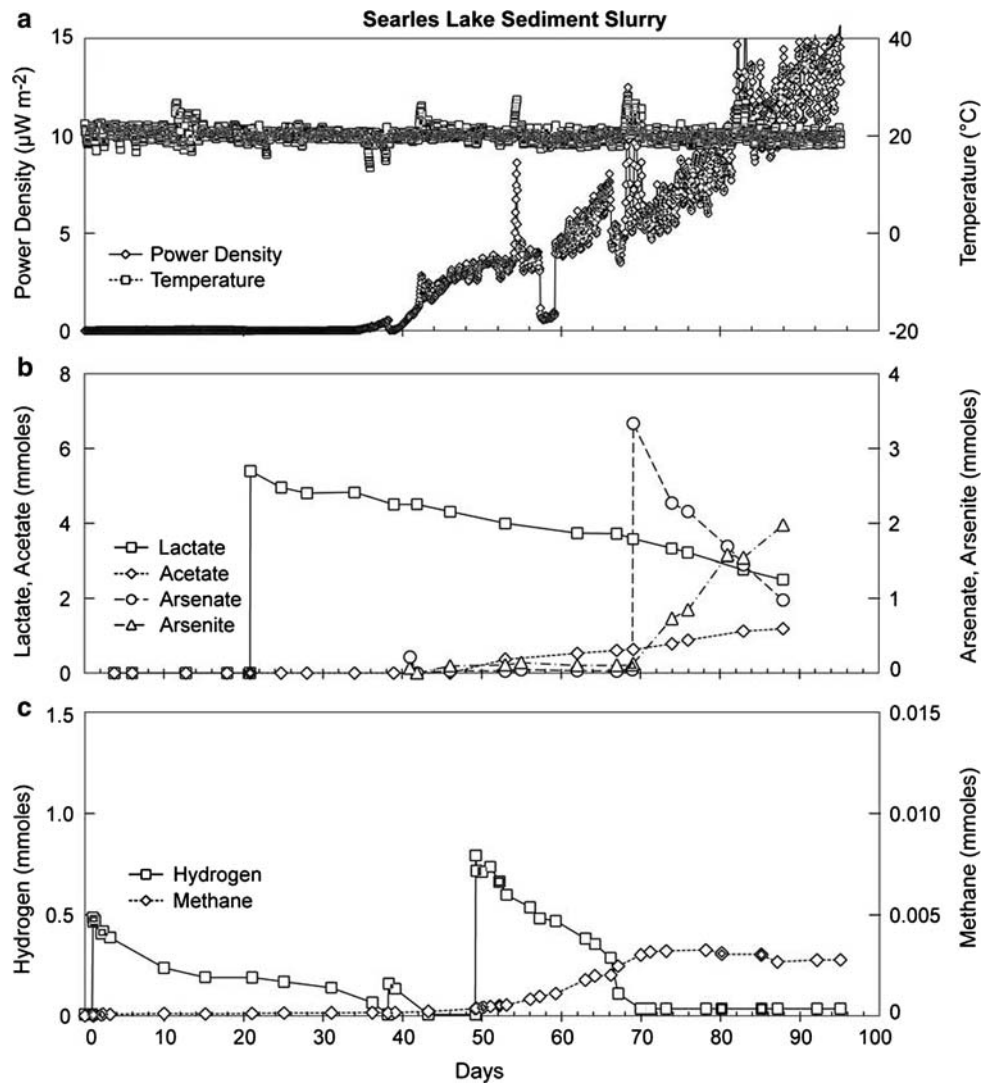 Searles Lake Sediment Slurry
a
15
10
5
0
Power Density (µW m-2)
40
20
0
-20
Temperature (°C)
Power Density
Temperature
b
8
6
4
2
0
Lactate, Acetate (mmoles)
4
3
2
1
0
Arsenate, Arsenite (mmoles)
Lactate
Acetate
Arsenate
Arsenite
c
1.5
1.0
0.5
0
Hydrogen (mmoles)
0.015
0.010
0.005
0
Methane (mmoles)
Hydrogen
Methane
0 10 20 30 40 50 60 70 80 90 100
Days